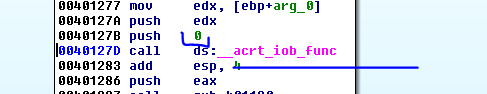 00401277 mov edx, [ebp+arg_0]
0040127A push edx
0040127B push 0
0040127D call ds:__acrt_iob_func
00401283 add esp, 4
00401286 push eax